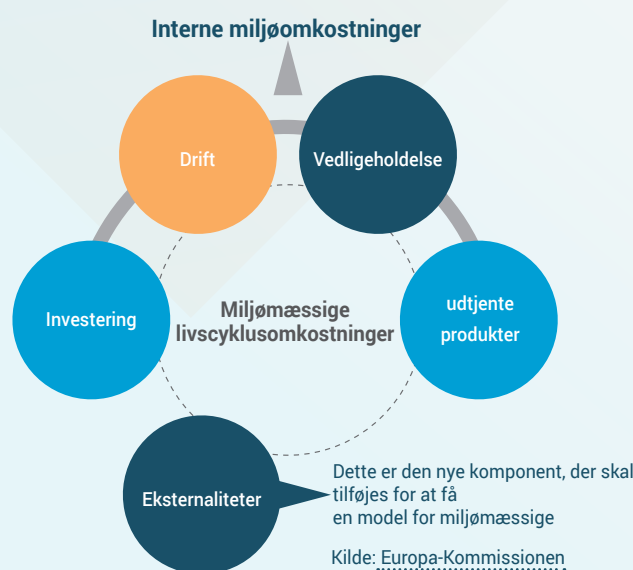 Interne miljøomkostninger
Drift
Vedligeholdelse
Investering
Miljømæssige
livscyklusomkostninger
udtjente
produkter
Eksternaliteter
Dette er den nye komponent, der skal
tilføjes for at få
en model for miljømæssige
Kilde: Europa-Kommissionen